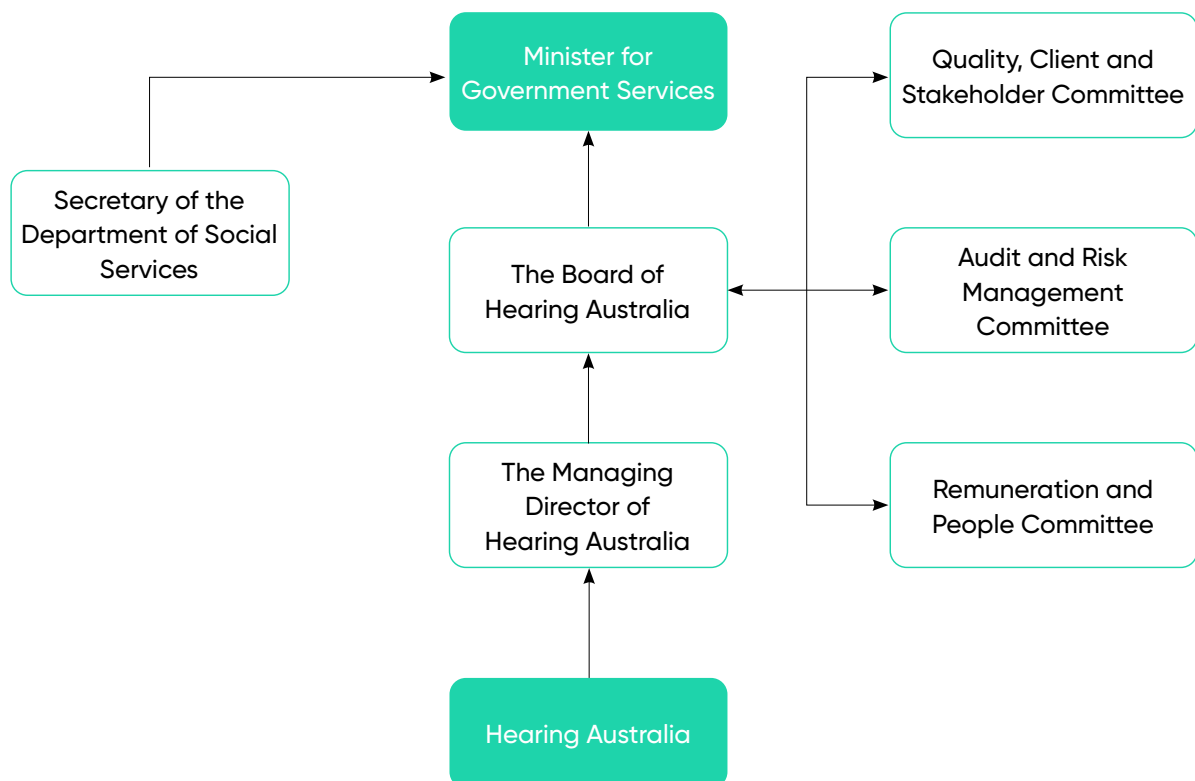 Minister for
Government Services
Quality, Client and
Stakeholder Committee
Secretary of the
Department of Social
Services
The Board of
Hearing Australia
Audit and Risk
Management
Committee
The Managing
Director of
Hearing Australia
Remuneration and
People Committee
Hearing Australia